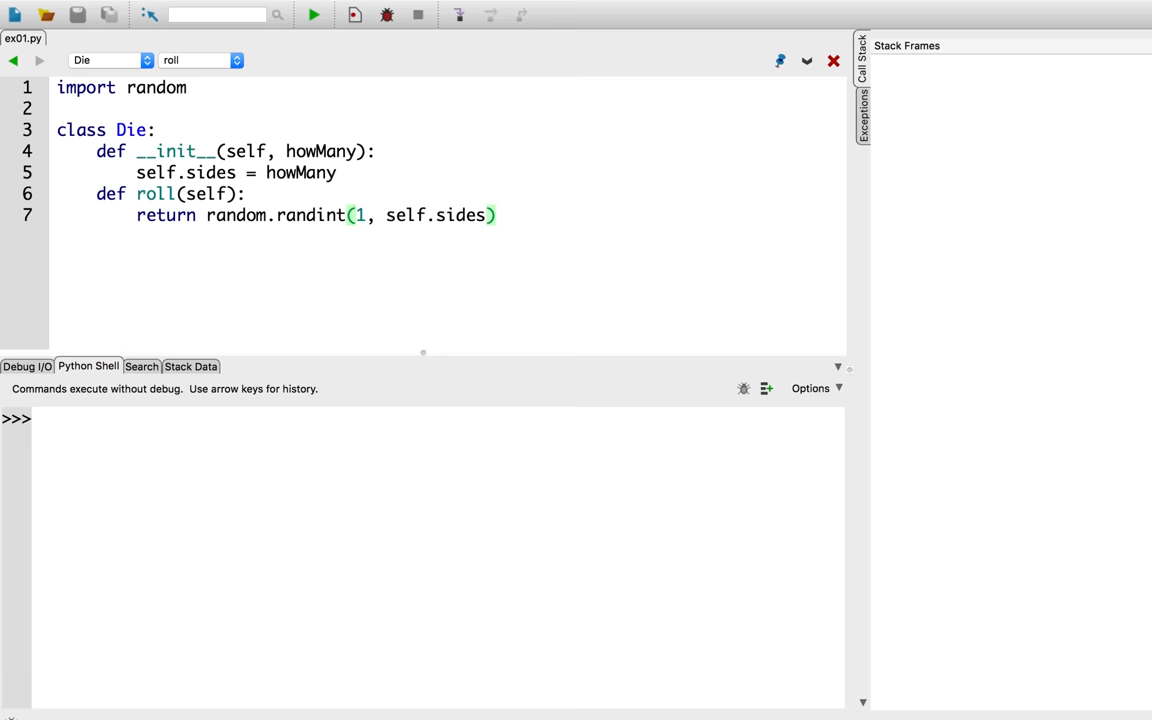 ex01.py
Die
roll
1 import random
2
3 class Die:
4     def __init__(self, howMany):
5         self.sides = howMany
6     def roll(self):
7         return random.randint(1, self.sides)
Debug I/O Python Shell Search Stack Data
Commands execute without debug.  Use arrow keys for history.
Options
>>>
Call Stack
Exceptions
Stack Frames